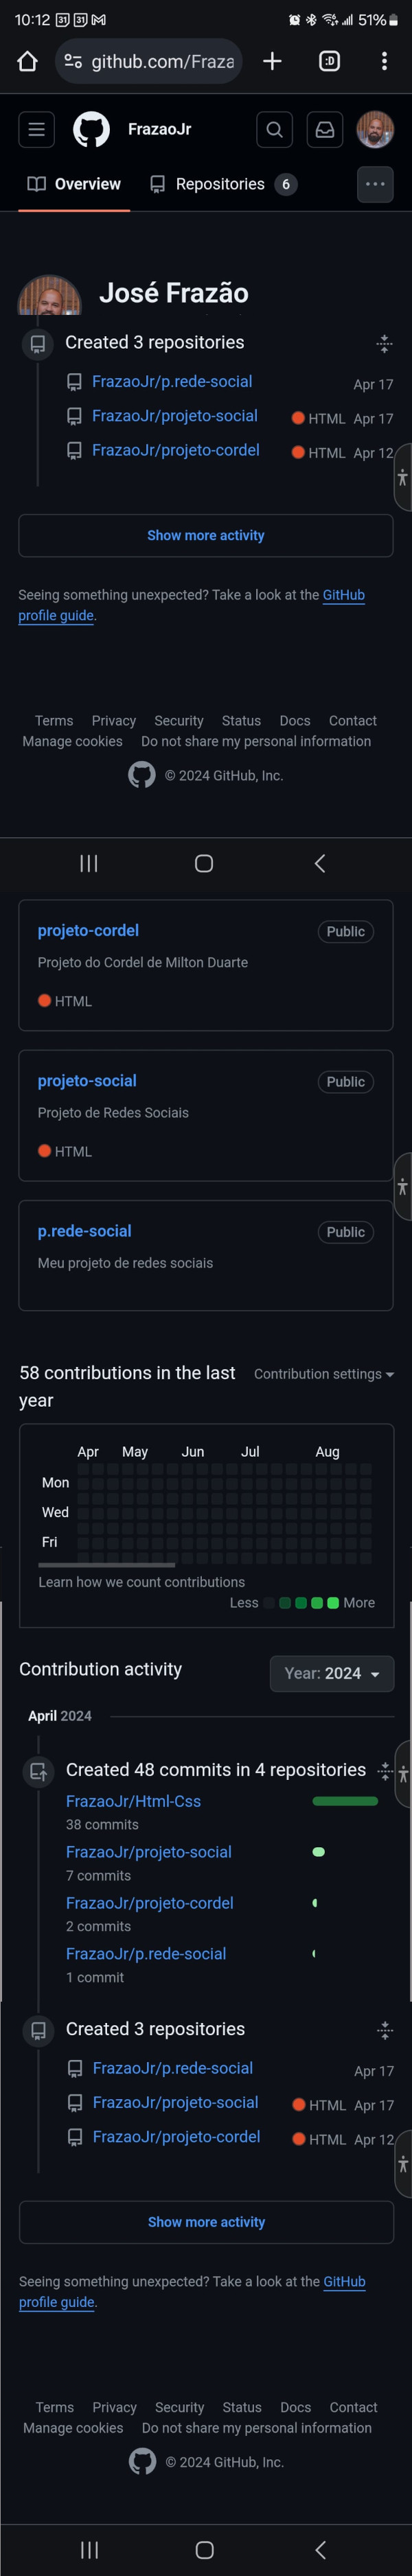 10:12 31 31 51%
github.com/Fraza :D
FrazaoJr
Overview Repositories 6
José Frazão
Created 3 repositories
FrazaoJr/p.rede-social Apr 17
FrazaoJr/projeto-social HTML Apr 17
FrazaoJr/projeto-cordel HTML Apr 12
Show more activity
Seeing something unexpected? Take a look at the GitHub
profile guide.
Terms Privacy Security Status Docs Contact
Manage cookies Do not share my personal information
© 2024 GitHub, Inc.
projeto-cordel Public
Projeto do Cordel de Milton Duarte
HTML
projeto-social Public
Projeto de Redes Sociais
HTML
p.rede-social Public
Meu projeto de redes sociais
58 contributions in the last Contribution settings
year
Apr May Jun Jul Aug
Mon
Wed
Fri
Learn how we count contributions
Less More
Contribution activity Year: 2024
April 2024
Created 48 commits in 4 repositories
FrazaoJr/Html-Css
38 commits
FrazaoJr/projeto-social
7 commits
FrazaoJr/projeto-cordel
2 commits
FrazaoJr/p.rede-social
1 commit
Created 3 repositories
FrazaoJr/p.rede-social Apr 17
FrazaoJr/projeto-social HTML Apr 17
FrazaoJr/projeto-cordel HTML Apr 12
Show more activity
Seeing something unexpected? Take a look at the GitHub
profile guide.
Terms Privacy Security Status Docs Contact
Manage cookies Do not share my personal information
© 2024 GitHub, Inc.